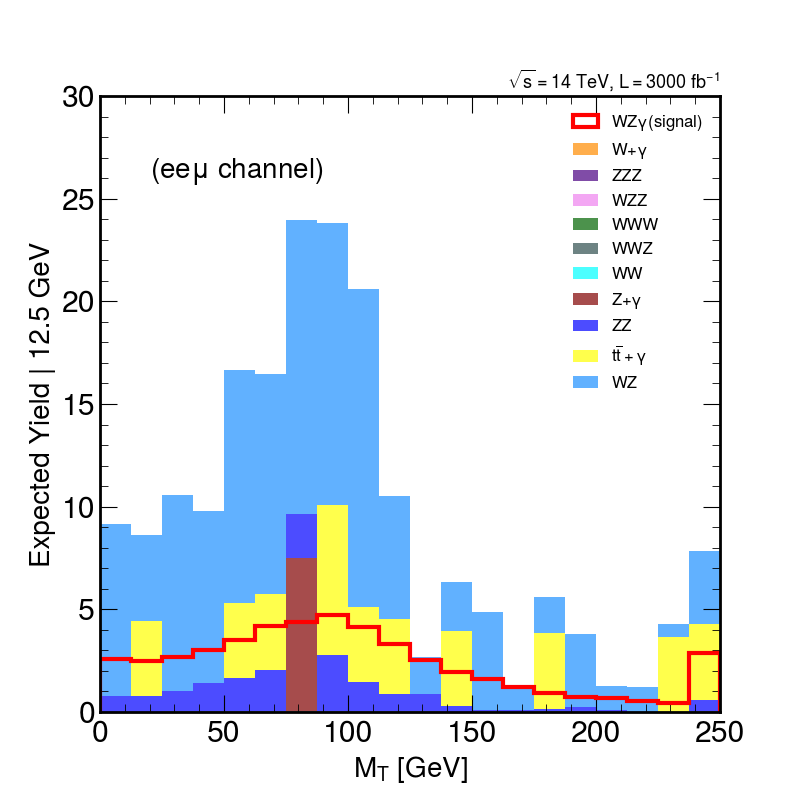 √s = 14 TeV, L = 3000 fb⁻¹
30
25
20
15
10
5
0
Expected Yield | 12.5 GeV
(eeμ channel)
WZγ(signal)
W+γ
ZZZ
WZZ
WWW
WWZ
WW
Z+γ
ZZ
tt̄+γ
WZ
0 50 100 150 200 250
M_T [GeV]